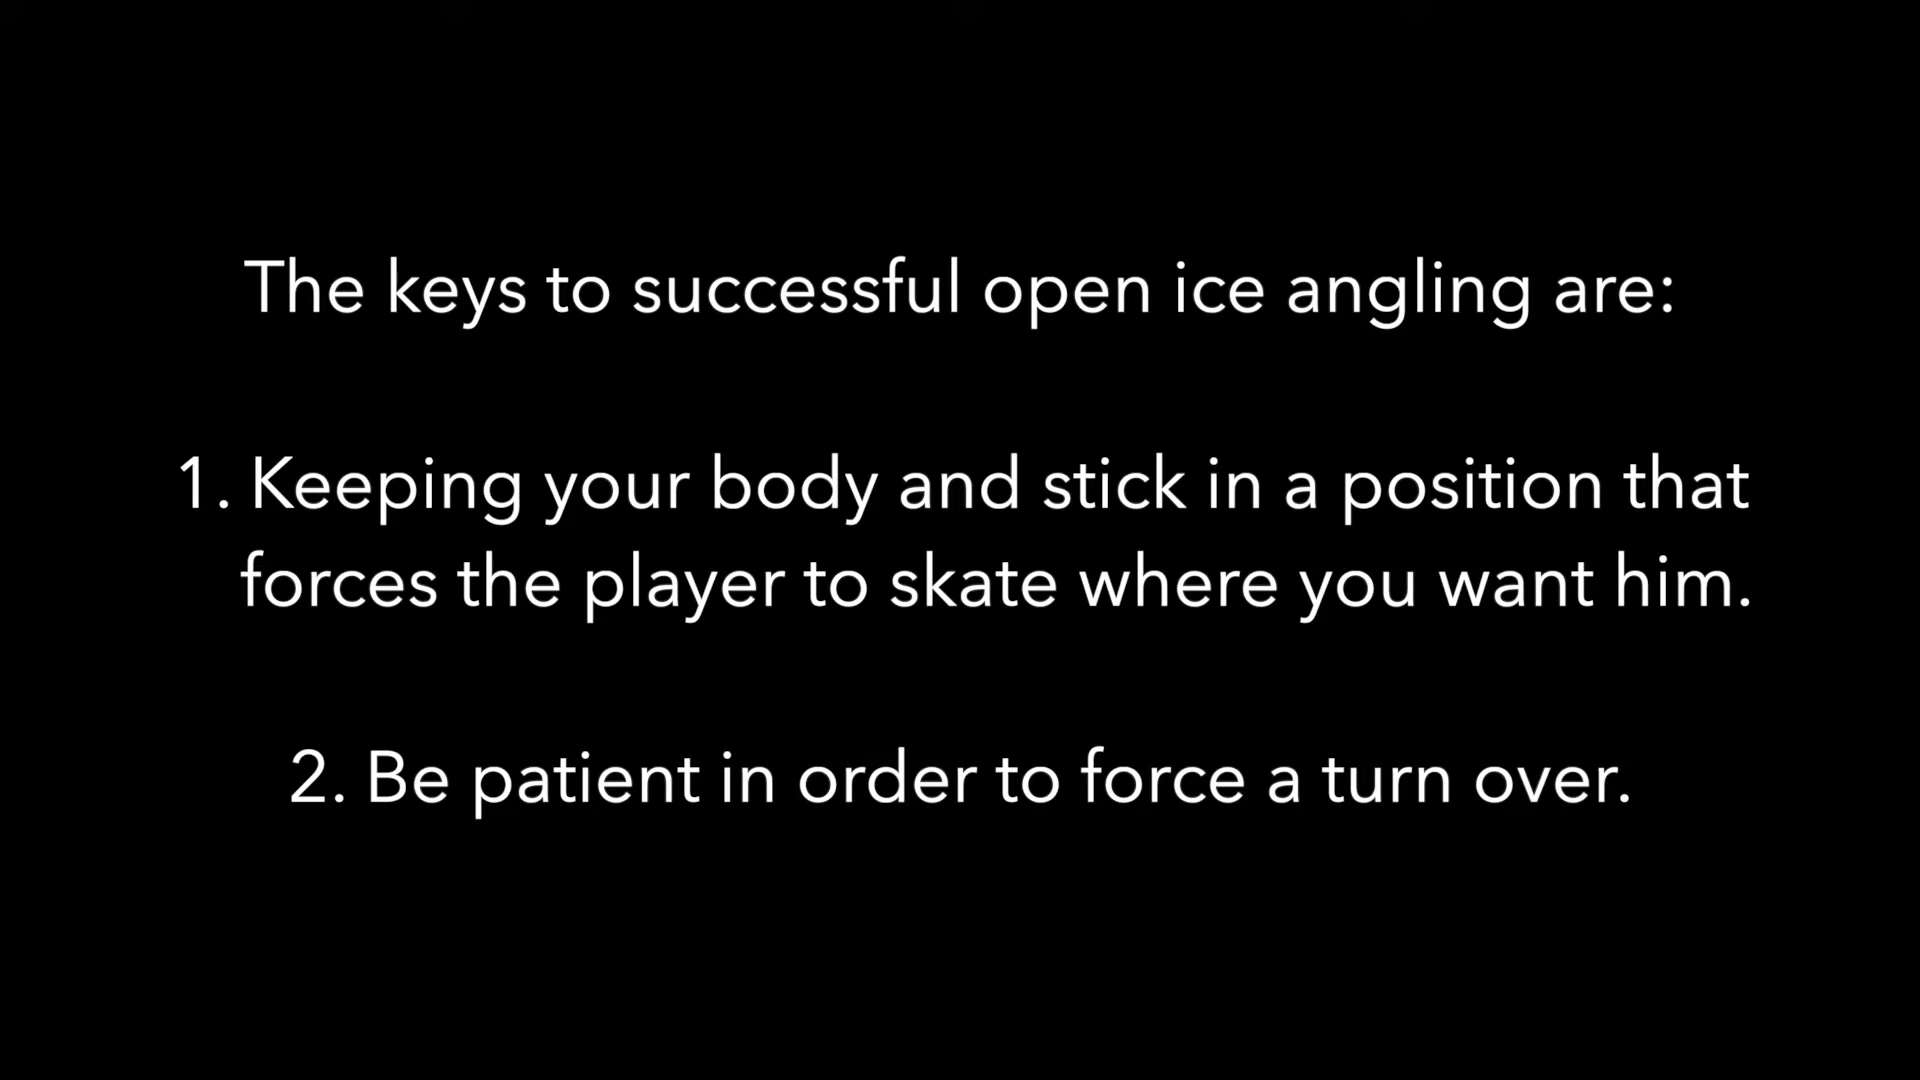 The keys to successful open ice angling are:
1. Keeping your body and stick in a position that
forces the player to skate where you want him.
2. Be patient in order to force a turn over.